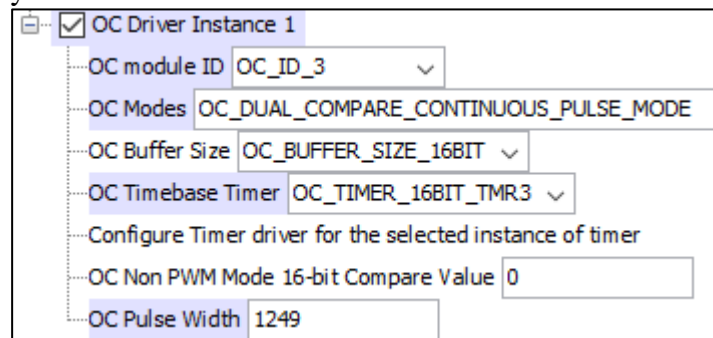 OC Driver Instance 1
OC module ID OC_ID_3
OC Modes OC_DUAL_COMPARE_CONTINUOUS_PULSE_MODE
OC Buffer Size OC_BUFFER_SIZE_16BIT
OC Timebase Timer OC_TIMER_16BIT_TMR3
Configure Timer driver for the selected instance of timer
OC Non PWM Mode 16-bit Compare Value 0
OC Pulse Width 1249